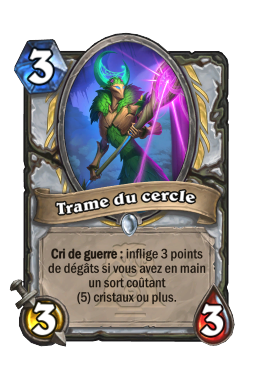 3
Trame du cercle
Cri de guerre : inflige 3 points
de dégâts si vous avez en main
un sort coûtant
(5) cristaux ou plus.
3 3